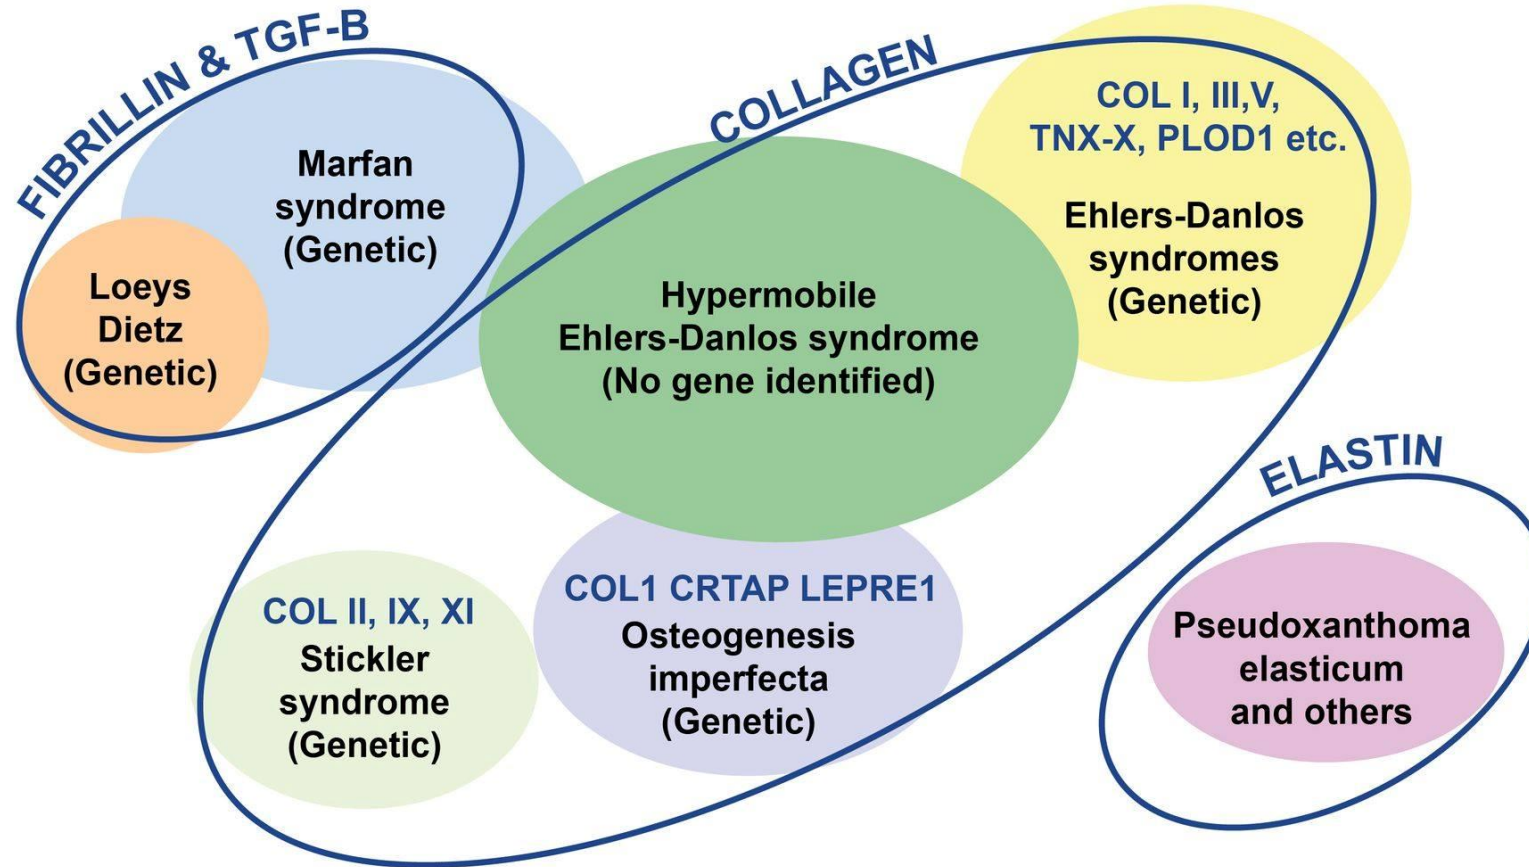 FIBRILLIN & TGF-B
Marfan
syndrome
(Genetic)
Loeys
Dietz
(Genetic)
COLLAGEN
COL I, III,V,
TNX-X, PLOD1 etc.
Ehlers-Danlos
syndromes
(Genetic)
Hypermobile
Ehlers-Danlos syndrome
(No gene identified)
COL II, IX, XI
Stickler
syndrome
(Genetic)
COL1 CRTAP LEPRE1
Osteogenesis
imperfecta
(Genetic)
ELASTIN
Pseudoxanthoma
elasticum
and others